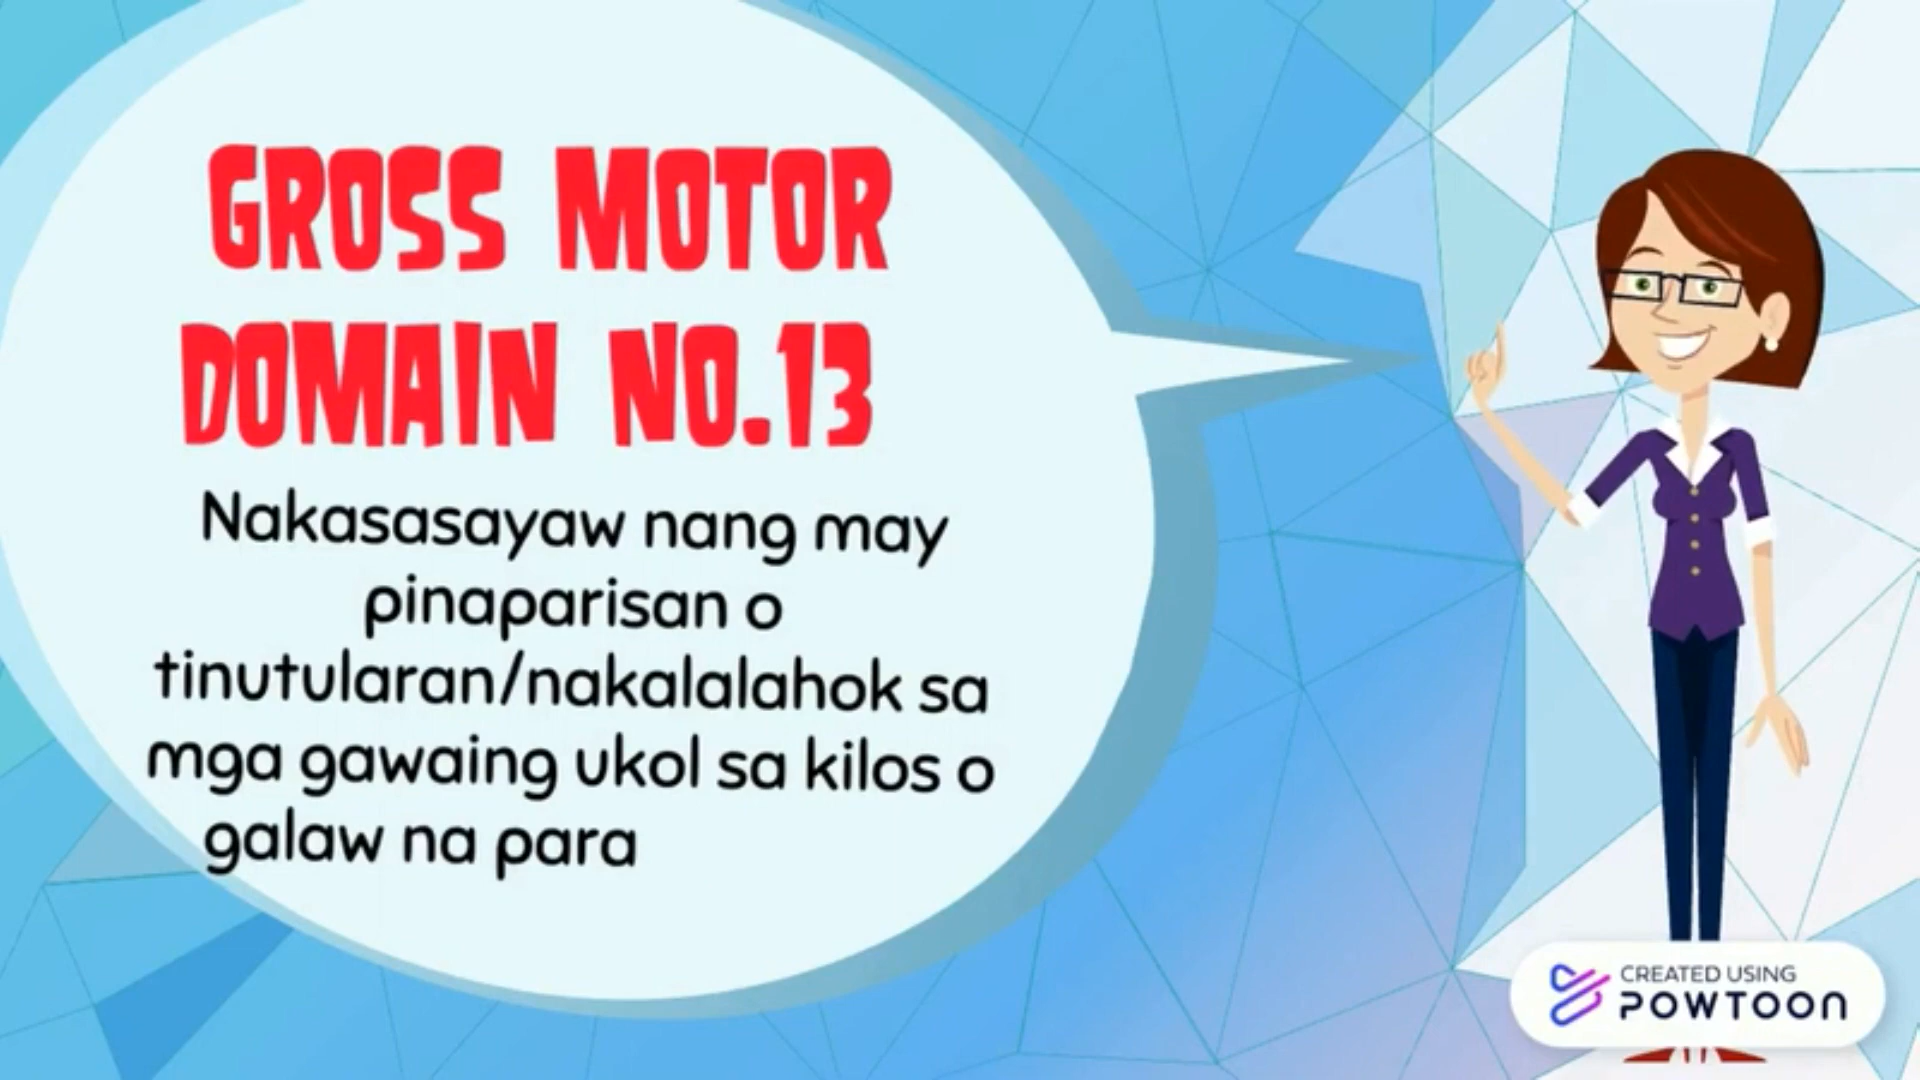 GROSS MOTOR
DOMAIN NO.13
Nakasasayaw nang may
pinaparisan o
tinutularan/nakalalahok sa
mga gawaing ukol sa kilos o
galaw na para
CREATED USING
POWTOON